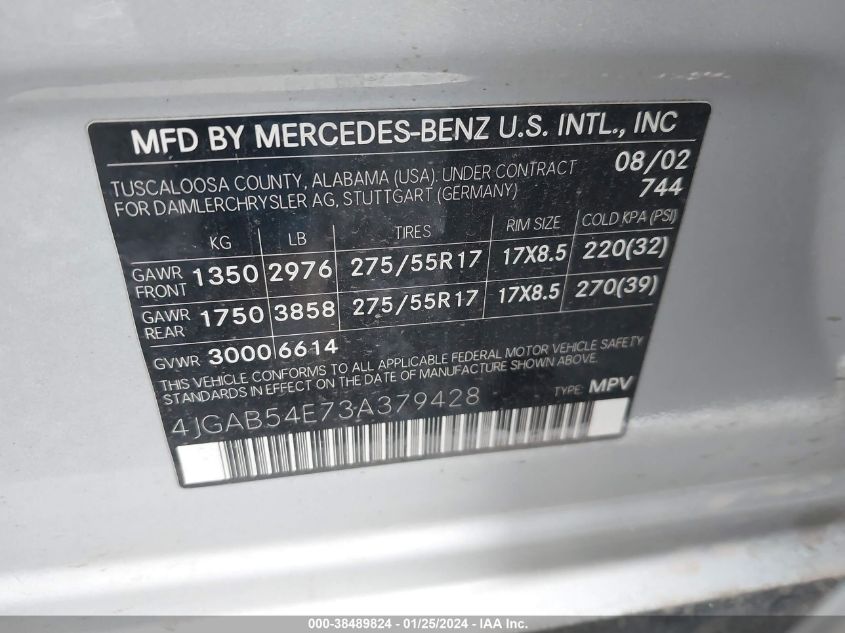 MFD BY MERCEDES-BENZ U.S. INTL., INC
TUSCALOOSA COUNTY, ALABAMA (USA) UNDER CONTRACT 08/02
FOR DAIMLERCHRYSLER AG, STUTTGART (GERMANY) 744
KG LB TIRES RIM SIZE COLD KPA (PSI)
GAWR FRONT 1350 2976 275/55R17 17X8.5 220(32)
GAWR REAR 1750 3858 275/55R17 17X8.5 270(39)
GVWR 3000 6614
THIS VEHICLE CONFORMS TO ALL APPLICABLE FEDERAL MOTOR VEHICLE SAFETY
STANDARDS IN EFFECT ON THE DATE OF MANUFACTURE SHOWN ABOVE.
4JGAB54E73A379428 TYPE: MPV
000-38489824 - 01/25/2024 - IAA Inc.